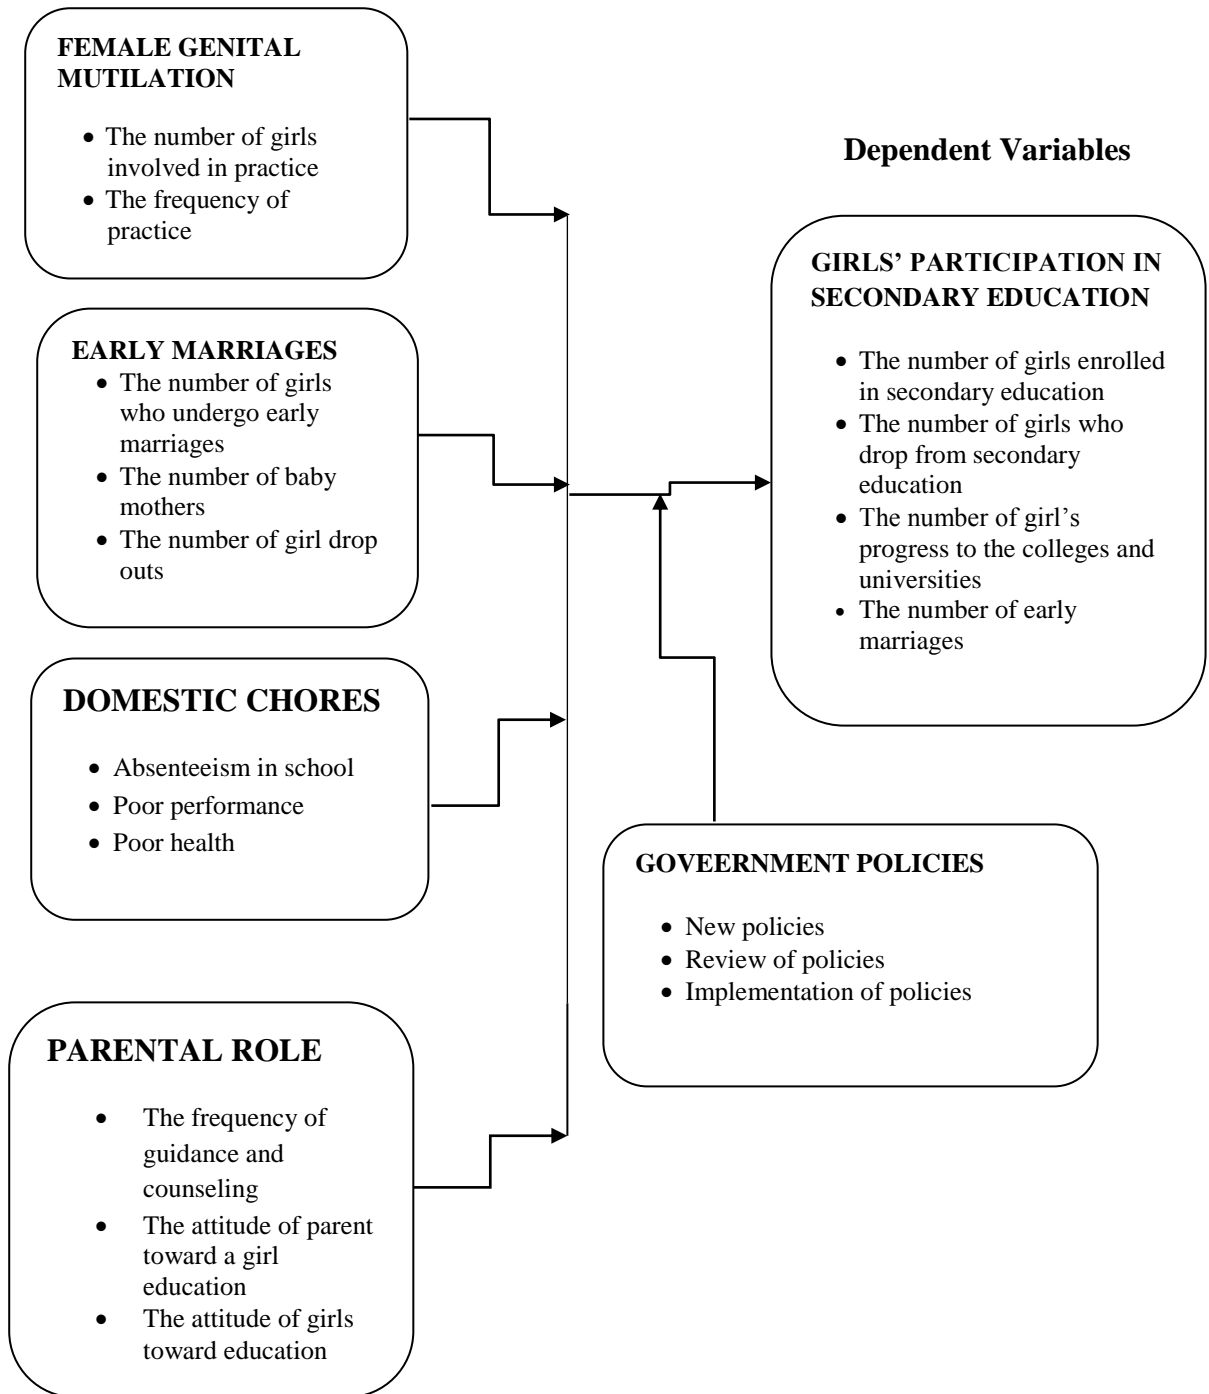 FEMALE GENITAL
MUTILATION
• The number of girls
involved in practice
• The frequency of
practice
EARLY MARRIAGES
• The number of girls
who undergo early
marriages
• The number of baby
mothers
• The number of girl drop
outs
DOMESTIC CHORES
• Absenteeism in school
• Poor performance
• Poor health
PARENTAL ROLE
• The frequency of
guidance and
counseling
• The attitude of parent
toward a girl
education
• The attitude of girls
toward education
Dependent Variables
GIRLS’ PARTICIPATION IN
SECONDARY EDUCATION
• The number of girls enrolled
in secondary education
• The number of girls who
drop from secondary
education
• The number of girl’s
progress to the colleges and
universities
• The number of early
marriages
GOVEERNMENT POLICIES
• New policies
• Review of policies
• Implementation of policies